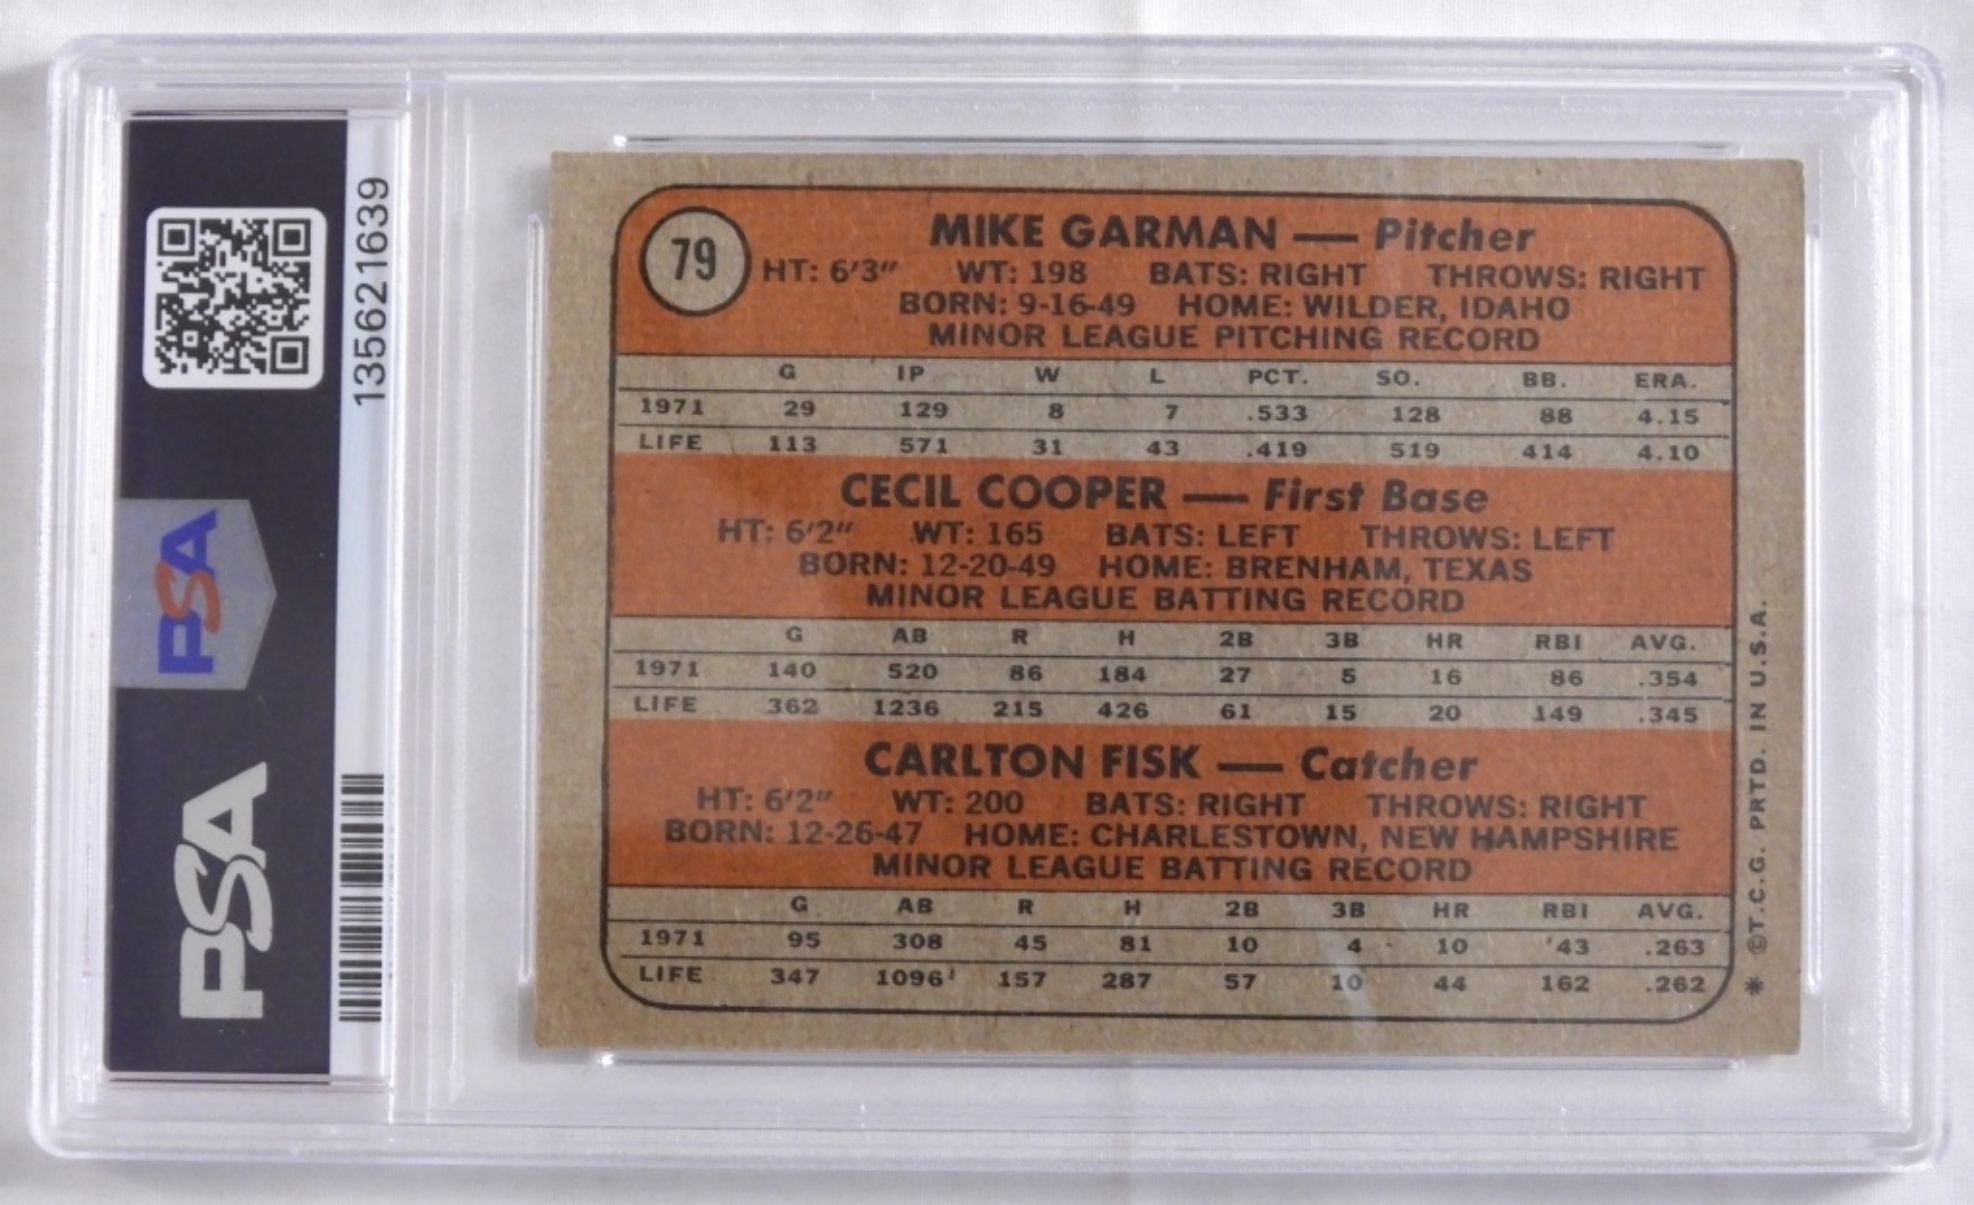 PSA
PSA
135621639
79
MIKE GARMAN — Pitcher
HT: 6'3" WT: 198 BATS: RIGHT THROWS: RIGHT
BORN: 9-16-49 HOME: WILDER, IDAHO
MINOR LEAGUE PITCHING RECORD
G IP W L PCT. SO. BB. ERA.
1971 29 129 8 7 .533 128 88 4.15
LIFE 113 571 31 43 .419 519 414 4.10
CECIL COOPER — First Base
HT: 6'2" WT: 165 BATS: LEFT THROWS: LEFT
BORN: 12-20-49 HOME: BRENHAM, TEXAS
MINOR LEAGUE BATTING RECORD
G AB R H 2B 3B HR RBI AVG.
1971 140 520 86 184 27 5 16 86 .354
LIFE 362 1236 215 426 61 15 20 149 .345
CARLTON FISK — Catcher
HT: 6'2" WT: 200 BATS: RIGHT THROWS: RIGHT
BORN: 12-26-47 HOME: CHARLESTOWN, NEW HAMPSHIRE
MINOR LEAGUE BATTING RECORD
G AB R H 2B 3B HR RBI AVG.
1971 95 308 45 81 10 4 10 43 .263
LIFE 347 1096 157 287 57 10 44 162 .262
* ©T.C.G. PRTD. IN U.S.A.